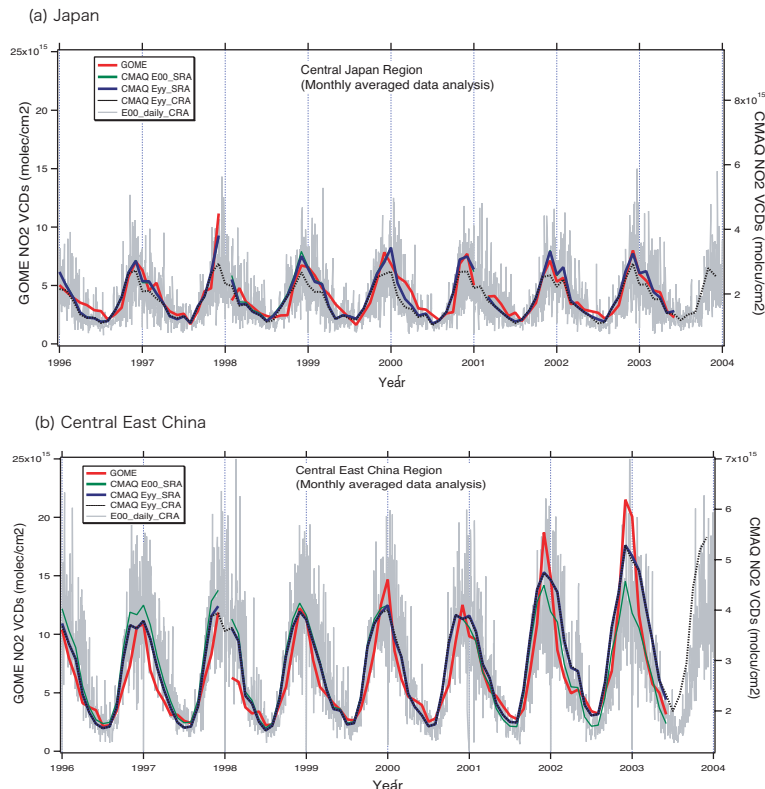 (a) Japan
25x10¹⁵
20
15
10
5
0
GOME NO2 VCDs (molec/cm2)
GOME
CMAQ E00_SRA
CMAQ Eyy_SRA
CMAQ Eyy_CRA
E00_daily_CRA
Central Japan Region
(Monthly averaged data analysis)
8x10¹⁵
6
4
2
CMAQ NO2 VCDs (molcu/cm2)
1996 1997 1998 1999 2000 2001 2002 2003 2004
Year
(b) Central East China
25x10¹⁵
20
15
10
5
0
GOME NO2 VCDs (molec/cm2)
GOME
CMAQ E00_SRA
CMAQ Eyy_SRA
CMAQ Eyy_CRA
E00_daily_CRA
Central East China Region
(Monthly averaged data analysis)
7x10¹⁵
6
5
4
3
2
CMAQ NO2 VCDs (molcu/cm2)
1996 1997 1998 1999 2000 2001 2002 2003 2004
Year